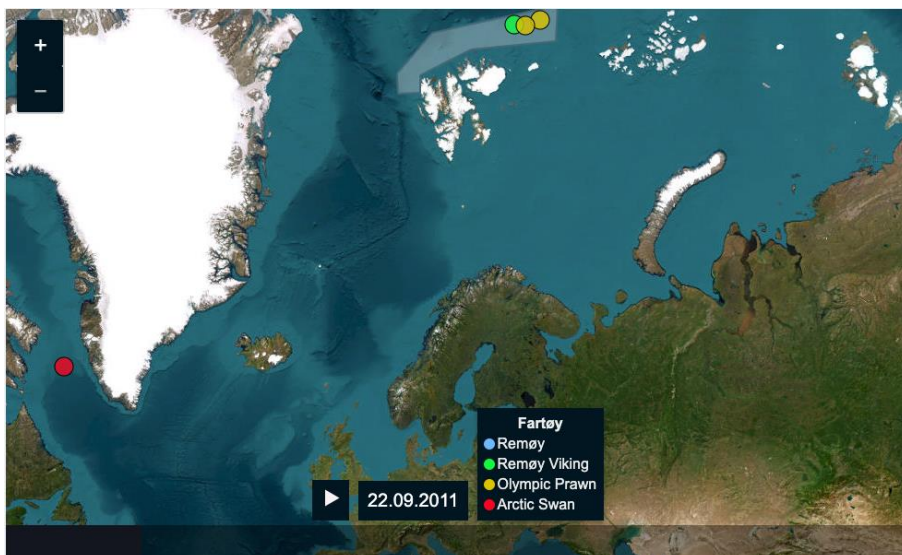 +
−
Fartøy
Remøy
Remøy Viking
Olympic Prawn
Arctic Swan
22.09.2011